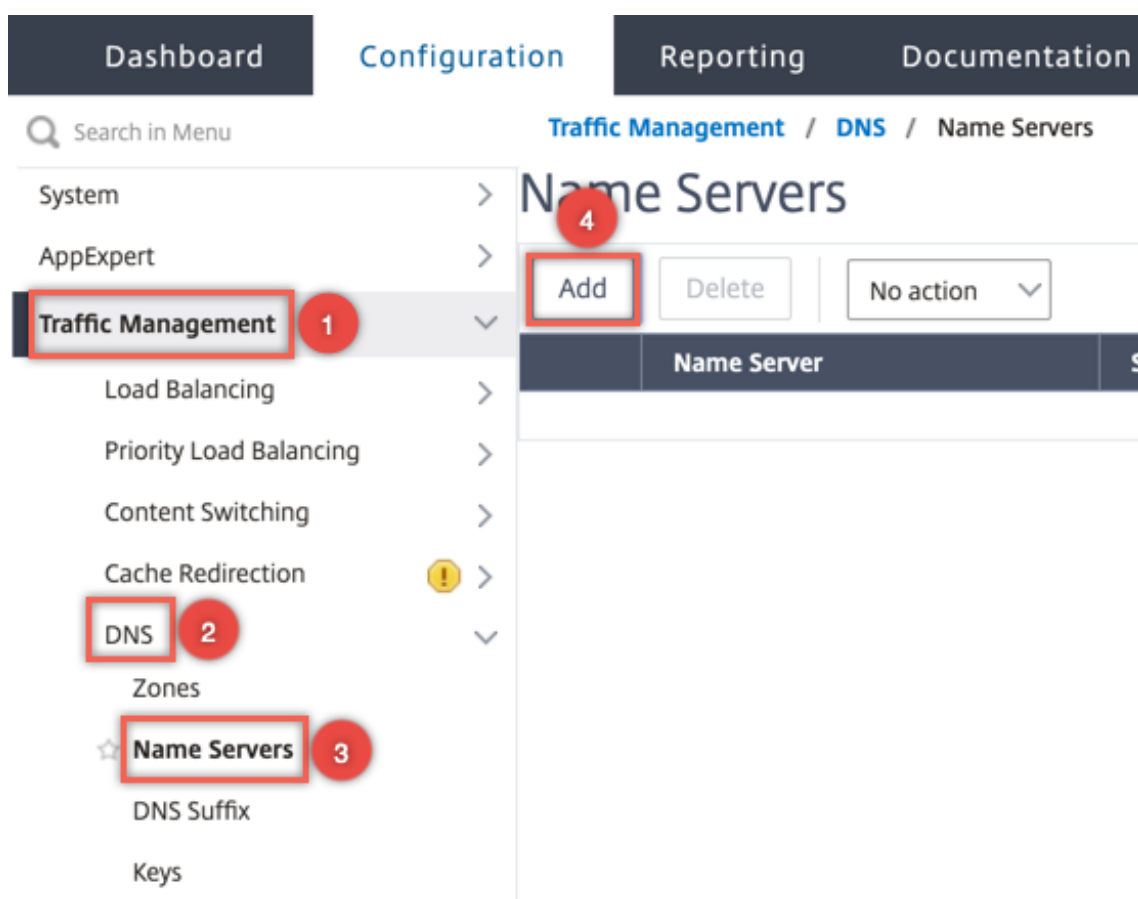 Dashboard Configuration Reporting Documentation
Search in Menu
Traffic Management / DNS / Name Servers
Name Servers
System
AppExpert
4
Add Delete No action
Traffic Management 1
Name Server S
Load Balancing
Priority Load Balancing
Content Switching
Cache Redirection
DNS 2
Zones
Name Servers 3
DNS Suffix
Keys